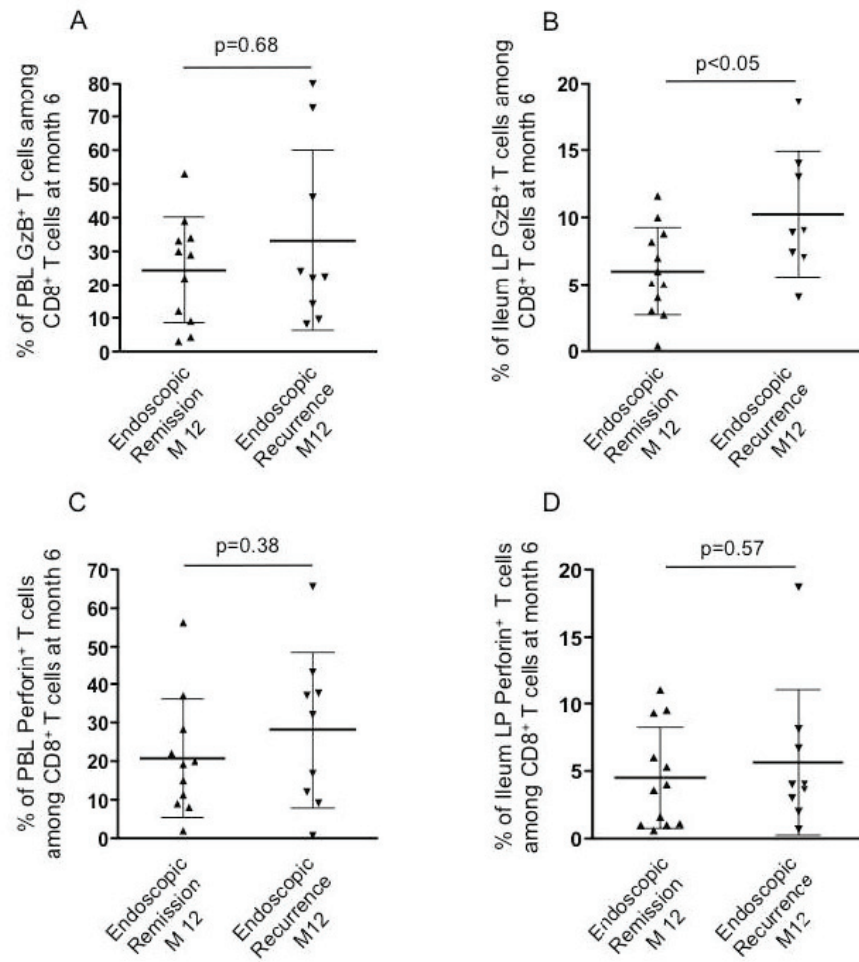 A
p=0.68
% of PBL GzB⁺ T cells among
CD8⁺ T cells at month 6
80
70
60
50
40
30
20
10
0
Endoscopic
Remission
M 12
Endoscopic
Recurrence
M12
B
p<0.05
% of Ileum LP GzB⁺ T cells among
CD8⁺ T cells at month 6
20
15
10
5
0
Endoscopic
Remission
M 12
Endoscopic
Recurrence
M12
C
p=0.38
% of PBL Perforin⁺ T cells
among CD8⁺ T cells at month 6
70
60
50
40
30
20
10
0
Endoscopic
Remission
M 12
Endoscopic
Recurrence
M12
D
p=0.57
% of Ileum LP Perforin⁺ T cells
among CD8⁺ T cells at month 6
20
15
10
5
0
Endoscopic
Remission
M 12
Endoscopic
Recurrence
M12